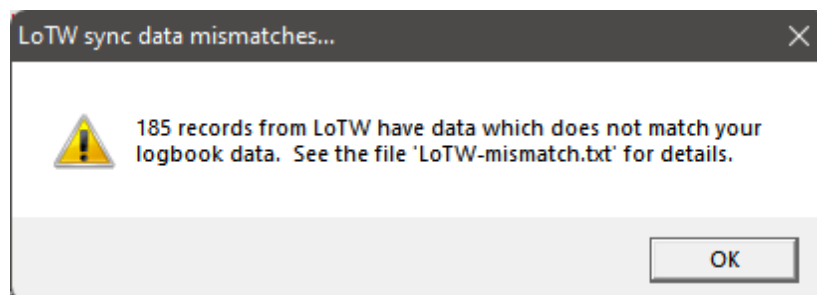 LoTW sync data mismatches...
185 records from LoTW have data which does not match your
logbook data.  See the file 'LoTW-mismatch.txt' for details.
OK